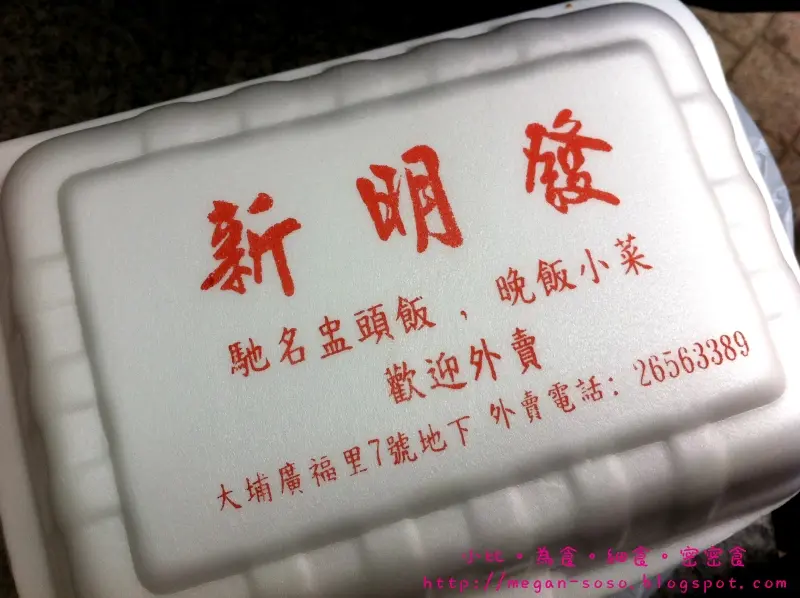 新明發
馳名盅頭飯,晚飯小菜
歡迎外賣
大埔廣福里7號地下 外賣電話: 26563389
小比。為食。細食。密密食
http://megan-soso.blogspot.com